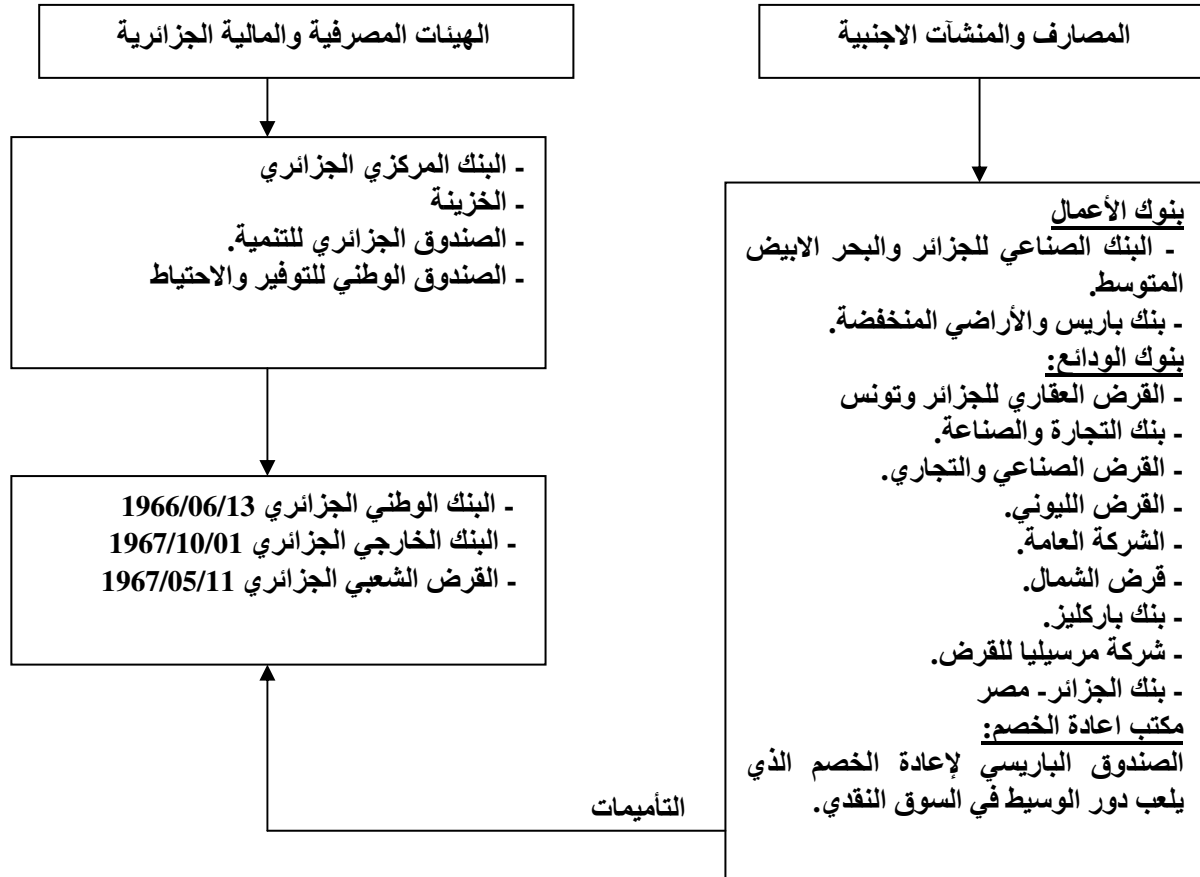 المصارف والمنشآت الاجنبية
بنوك الأعمال
- البنك الصناعي للجزائر والبحر الابيض
المتوسط.
- بنك باريس والأراضي المنخفضة.
بنوك الودائع:
- القرض العقاري للجزائر وتونس
- بنك التجارة والصناعة.
- القرض الصناعي والتجاري.
- القرض الليوني.
- الشركة العامة.
- قرض الشمال.
- بنك باركليز.
- شركة مرسيليا للقرض.
- بنك الجزائر- مصر
مكتب اعادة الخصم:
الصندوق الباريسي لإعادة الخصم الذي
يلعب دور الوسيط في السوق النقدي.
التأميمات
الهيئات المصرفية والمالية الجزائرية
- البنك المركزي الجزائري
- الخزينة
- الصندوق الجزائري للتنمية.
- الصندوق الوطني للتوفير والاحتياط
- البنك الوطني الجزائري 1966/06/13
- البنك الخارجي الجزائري 1967/10/01
- القرض الشعبي الجزائري 1967/05/11